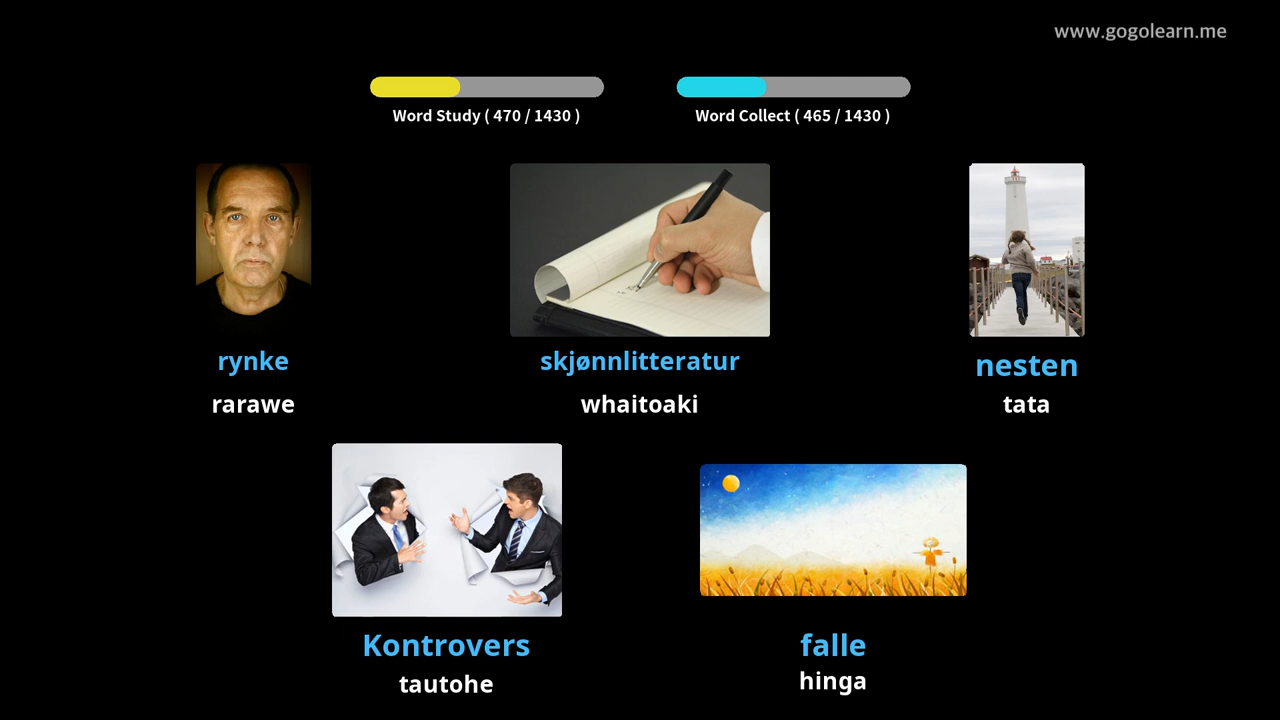 www.gogolearn.me
Word Study ( 470 / 1430 )
Word Collect ( 465 / 1430 )
rynke
rarawe
skjønnlitteratur
whaitoaki
nesten
tata
Kontrovers
tautohe
falle
hinga